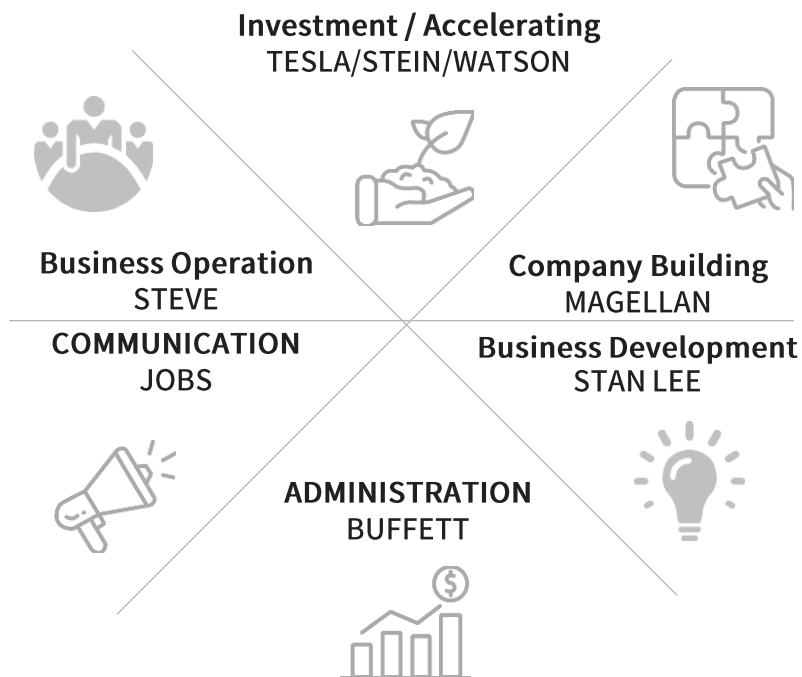 Investment / Accelerating
TESLA/STEIN/WATSON
Business Operation
STEVE
Company Building
MAGELLAN
COMMUNICATION
JOBS
Business Development
STAN LEE
ADMINISTRATION
BUFFETT
$